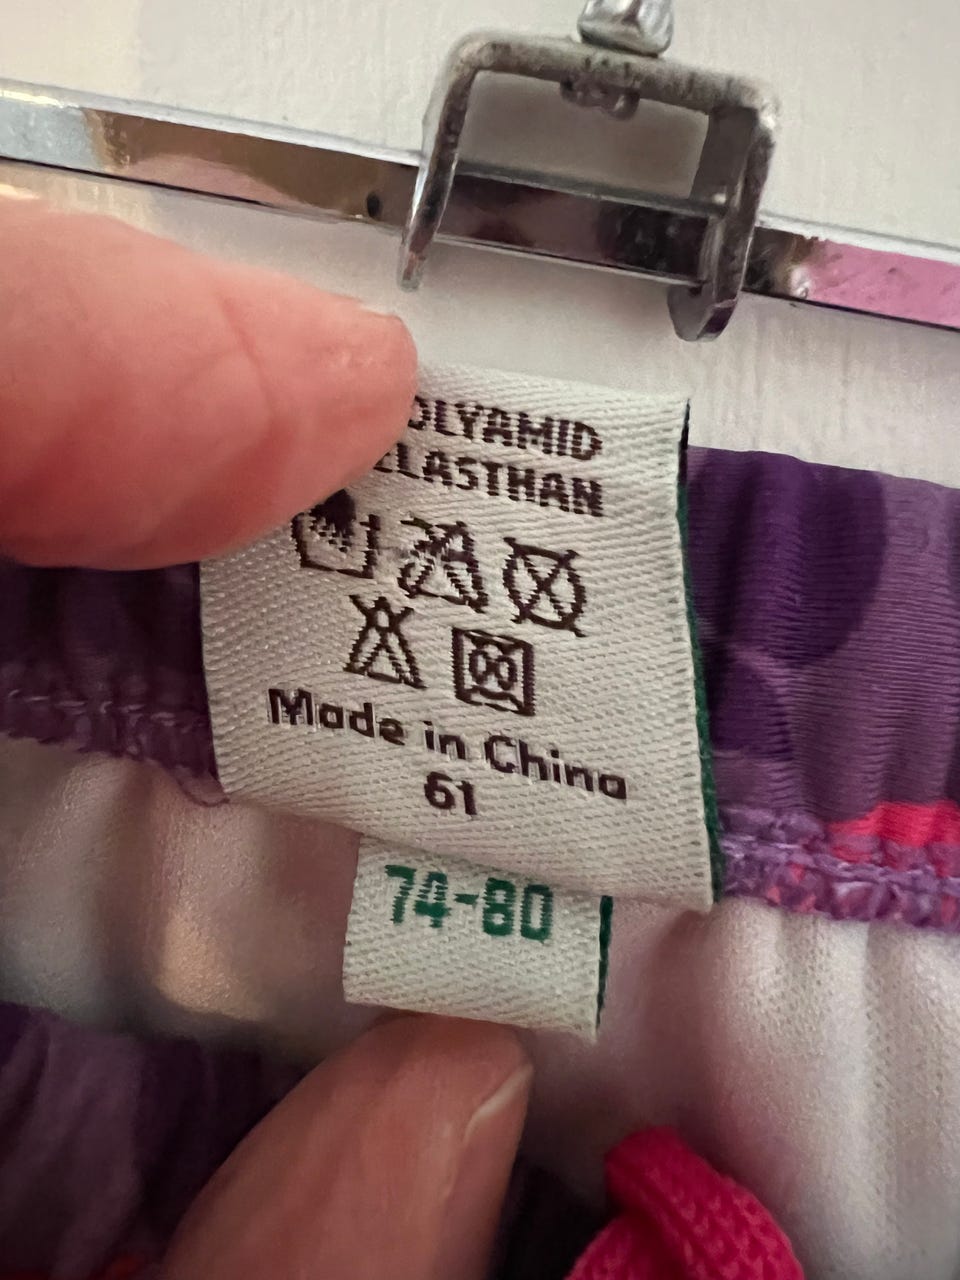 OLYAMID
ELASTHAN
Made in China
61
74-80